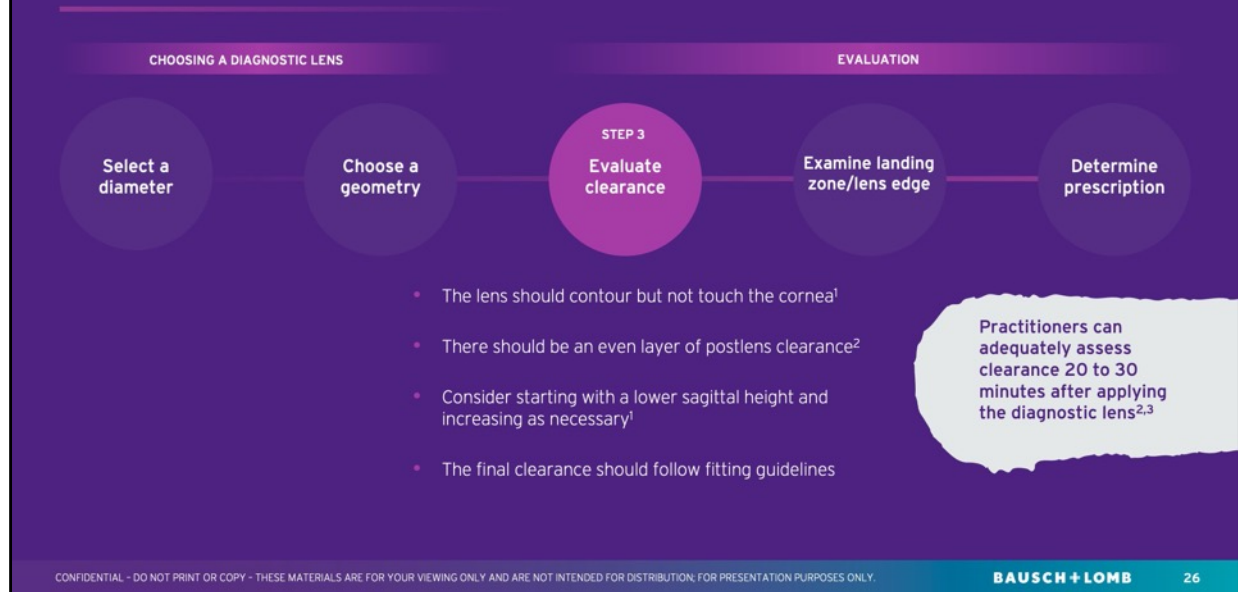 CHOOSING A DIAGNOSTIC LENS
EVALUATION
Select a
diameter
Choose a
geometry
STEP 3
Evaluate
clearance
Examine landing
zone/lens edge
Determine
prescription
• The lens should contour but not touch the cornea¹
• There should be an even layer of postlens clearance²
• Consider starting with a lower sagittal height and
increasing as necessary¹
• The final clearance should follow fitting guidelines
Practitioners can
adequately assess
clearance 20 to 30
minutes after applying
the diagnostic lens²,³
CONFIDENTIAL - DO NOT PRINT OR COPY - THESE MATERIALS ARE FOR YOUR VIEWING ONLY AND ARE NOT INTENDED FOR DISTRIBUTION; FOR PRESENTATION PURPOSES ONLY.
BAUSCH + LOMB
26